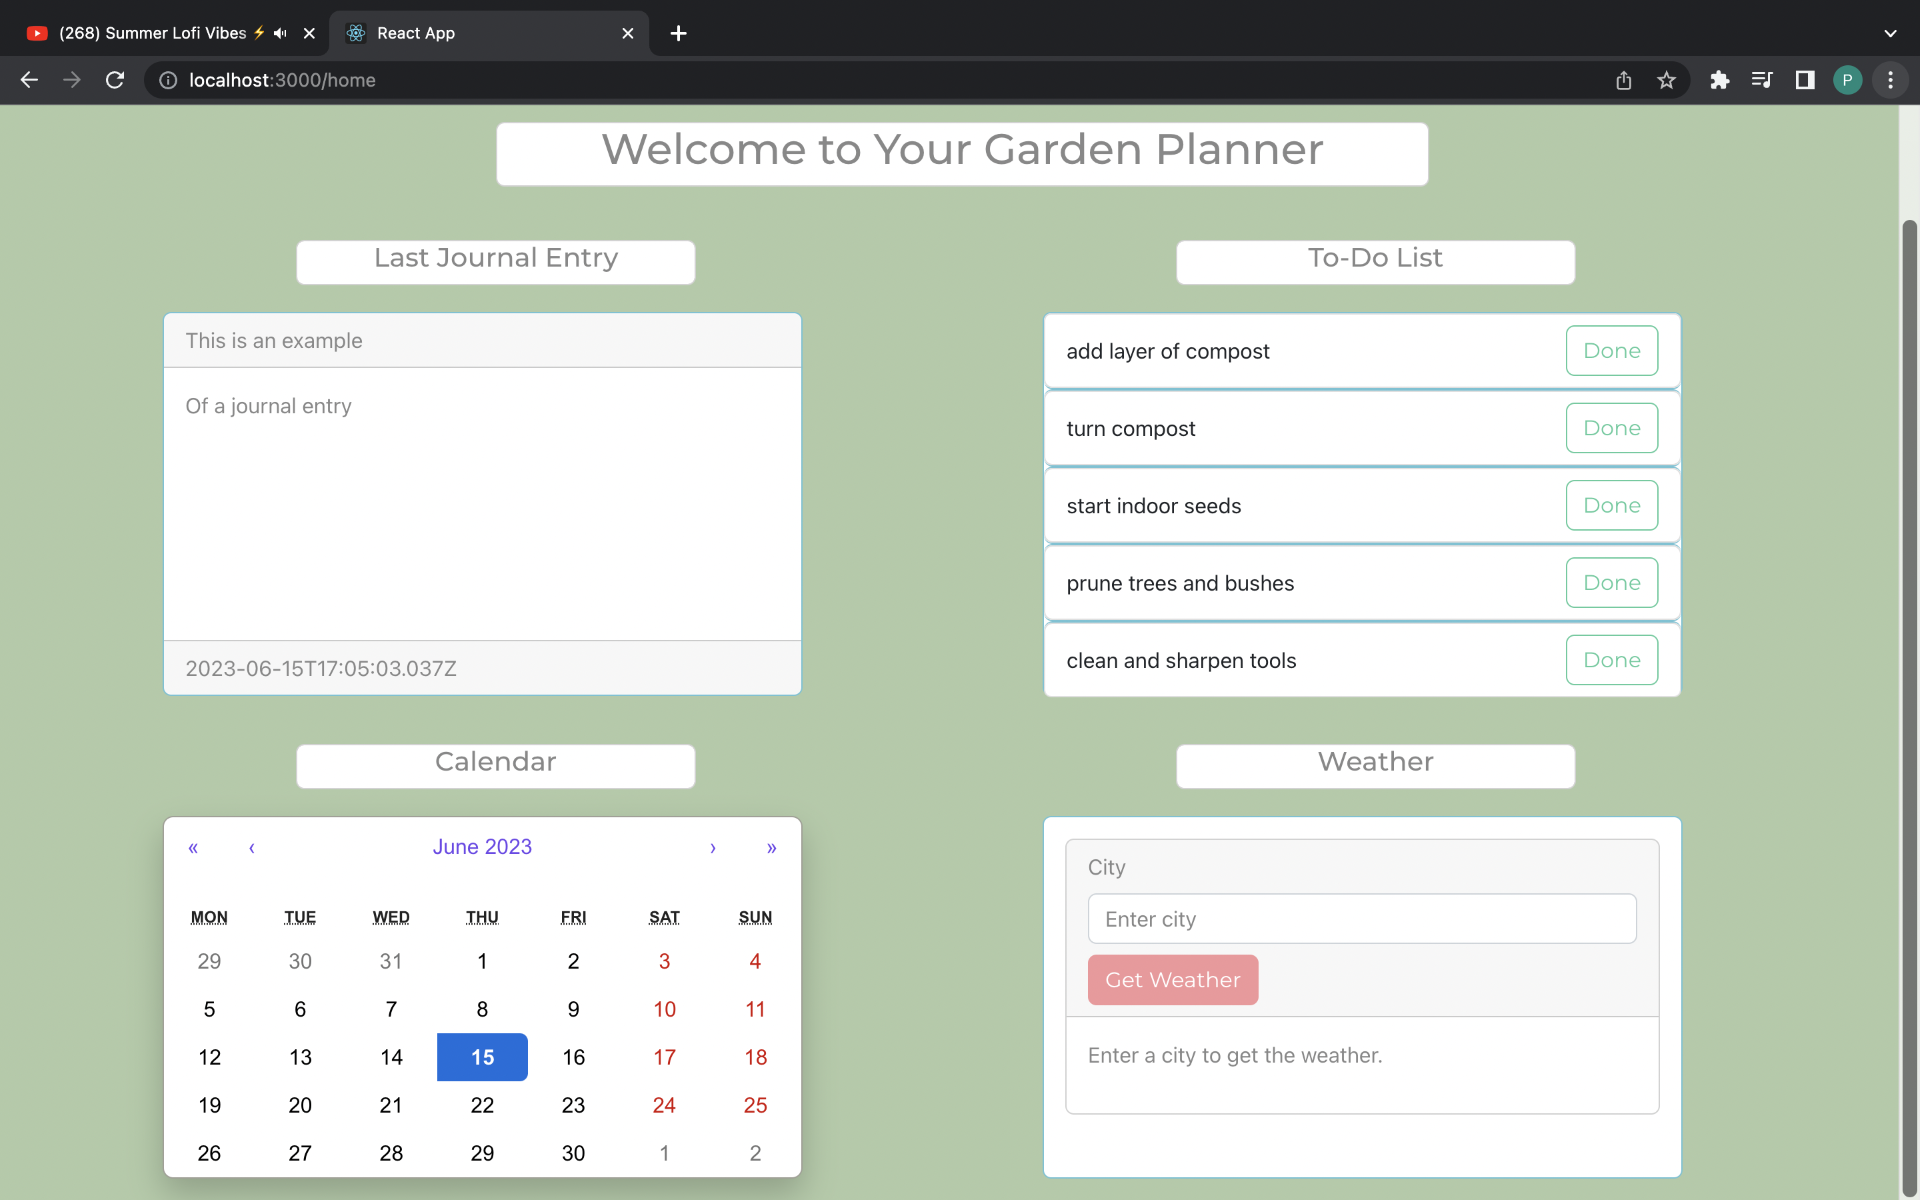 (268) Summer Lofi Vibes ⚡
React App
localhost:3000/home
P
Welcome to Your Garden Planner
Last Journal Entry
This is an example
Of a journal entry
2023-06-15T17:05:03.037Z
To-Do List
add layer of compost Done
turn compost Done
start indoor seeds Done
prune trees and bushes Done
clean and sharpen tools Done
Calendar
« ‹ June 2023 › »
MON TUE WED THU FRI SAT SUN
29 30 31 1 2 3 4
5 6 7 8 9 10 11
12 13 14 15 16 17 18
19 20 21 22 23 24 25
26 27 28 29 30 1 2
Weather
City
Enter city
Get Weather
Enter a city to get the weather.